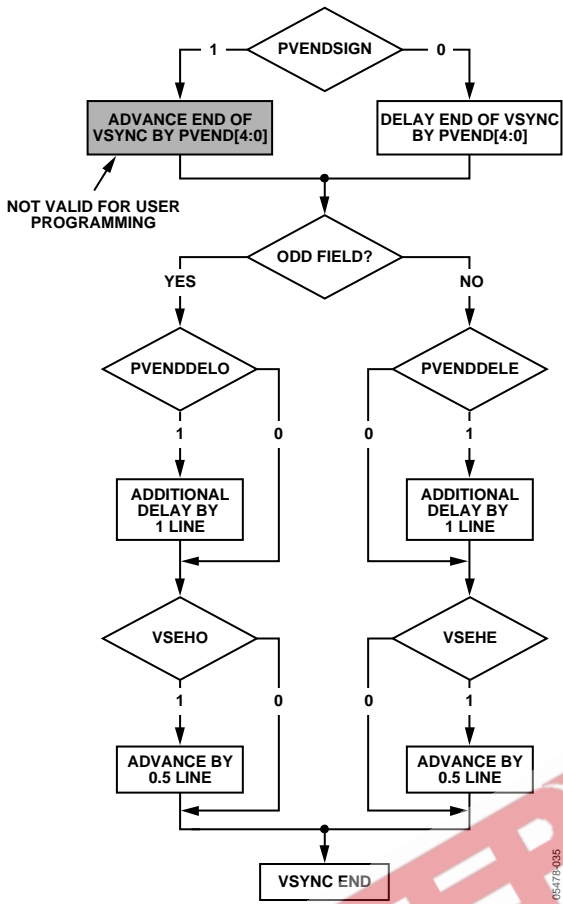 PVENDSIGN
1
0
ADVANCE END OF
VSYNC BY PVEND[4:0]
DELAY END OF VSYNC
BY PVEND[4:0]
NOT VALID FOR USER
PROGRAMMING
ODD FIELD?
YES
NO
PVENDDELO
PVENDDELE
1
0
0
1
ADDITIONAL
DELAY BY
1 LINE
ADDITIONAL
DELAY BY
1 LINE
VSEHO
VSEHE
1
0
0
1
ADVANCE BY
0.5 LINE
ADVANCE BY
0.5 LINE
VSYNC END
05478-035